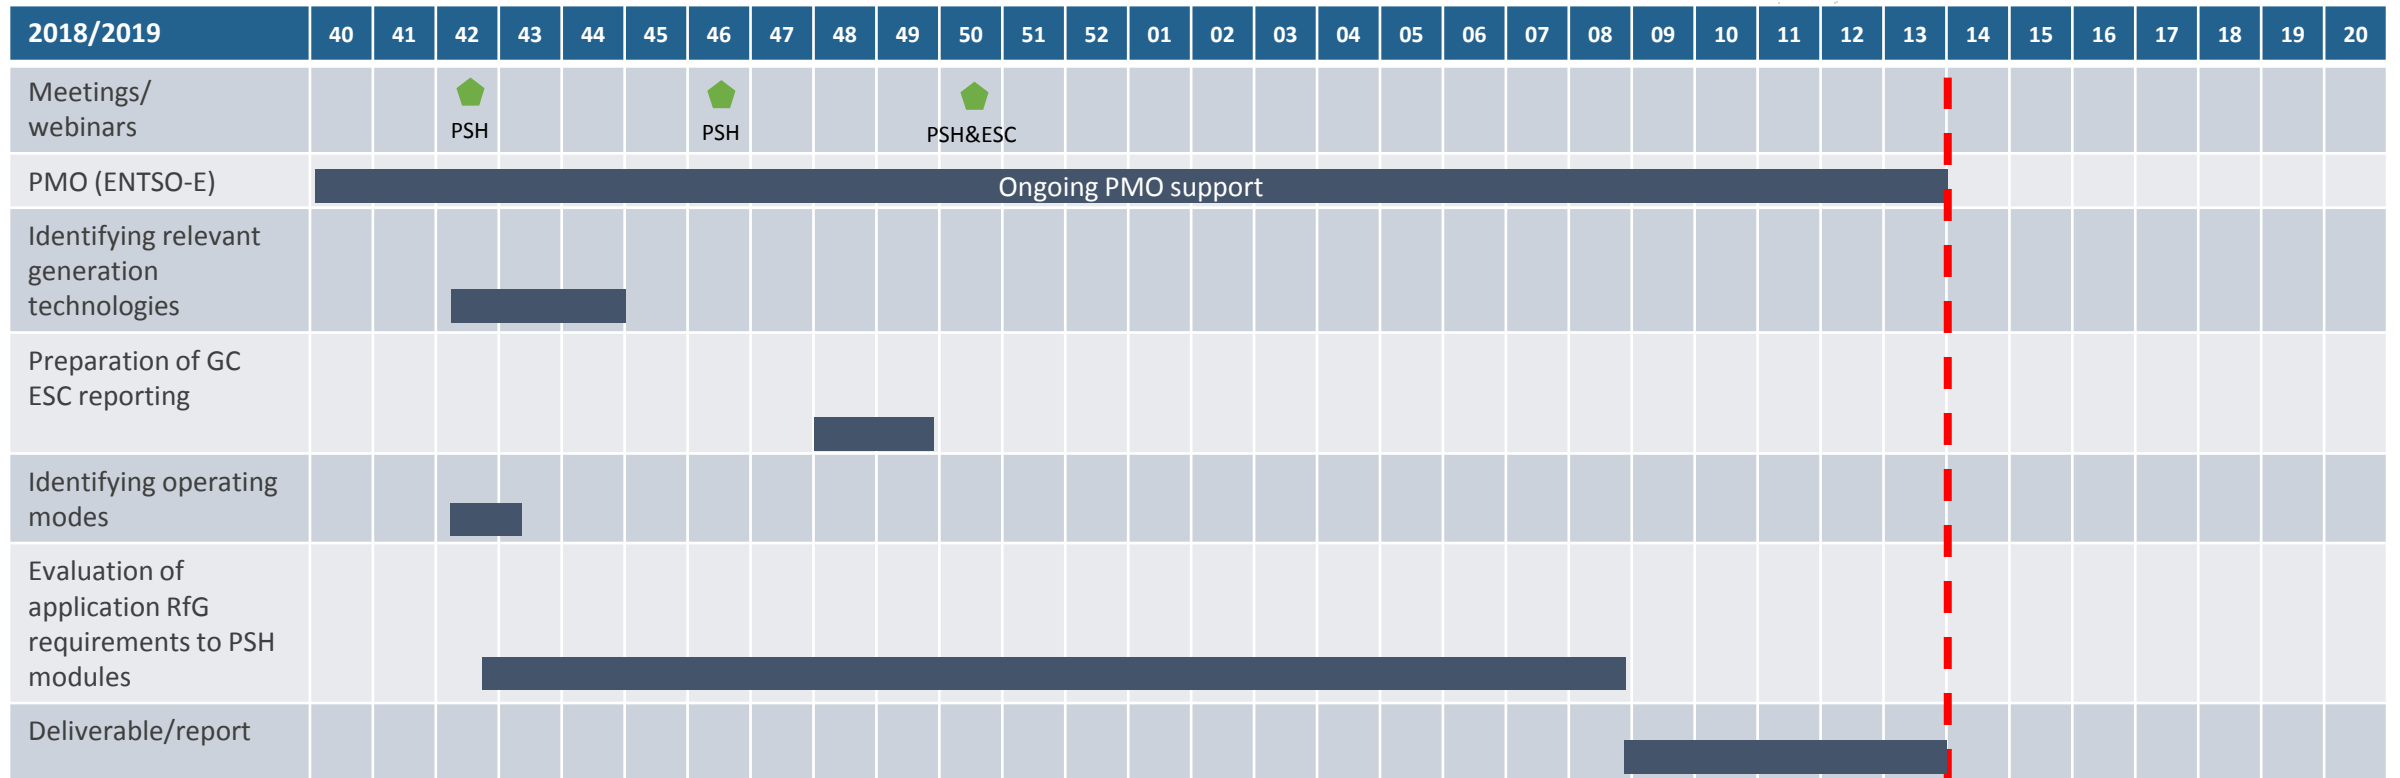 2018/2019 40 41 42 43 44 45 46 47 48 49 50 51 52 01 02 03 04 05 06 07 08 09 10 11 12 13 14 15 16 17 18 19 20
Meetings/
webinars
PSH PSH PSH&ESC
PMO (ENTSO-E) Ongoing PMO support
Identifying relevant
generation
technologies
Preparation of GC
ESC reporting
Identifying operating
modes
Evaluation of
application RfG
requirements to PSH
modules
Deliverable/report